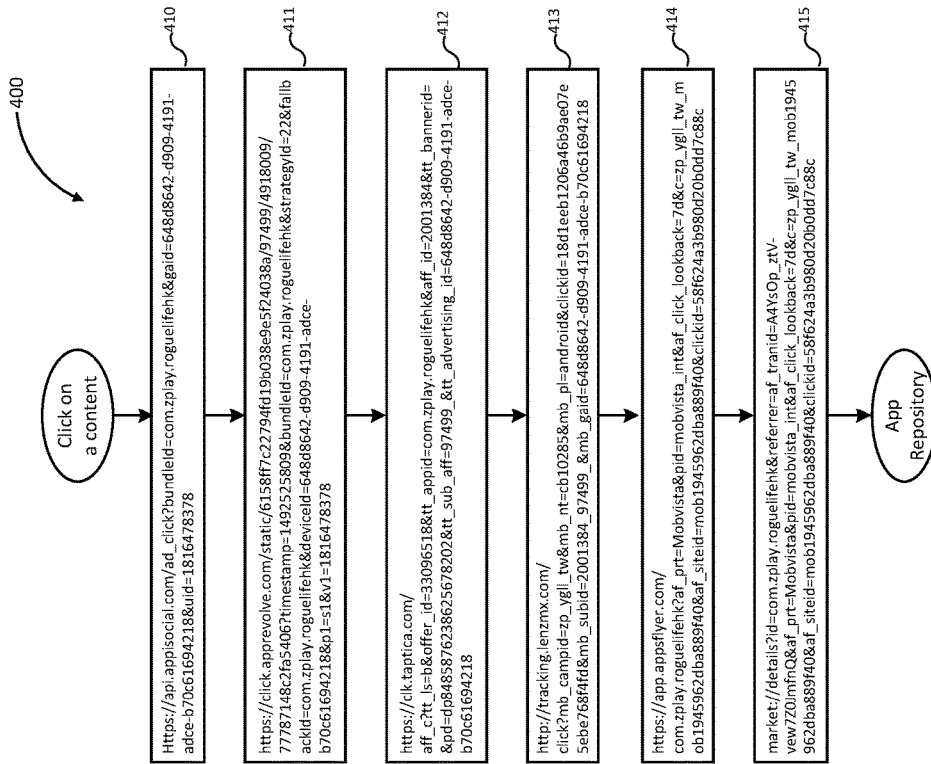 400
Click on
a content
Https://api.appisocial.com/ad_click?bundleId=com.zplay.roguelifehk&gaid=648d8642-d909-4191-
adce-b70c61694218&uid=1816478378
410
https://click.apprevolve.com/static/6158ff7c22794fd19b038e9e5f24038a/97499/4918009/
77787148c2fa5406?timestamp=1492525809&bundleId=com.zplay.roguelifehk&strategyId=22&fallb
ackId=com.zplay.roguelifehk&deviceId=648d8642-d909-4191-adce-
b70c61694218&p1=s1&v1=1816478378
411
https://clk.taptica.com/
aff_c?tt_ls=b&offer_id=33096518&tt_appid=com.zplay.roguelifehk&aff_id=2001384&tt_bannerid=
&pd=dp8485876238625678202&tt_sub_aff=97499_&tt_advertising_id=648d8642-d909-4191-adce-
b70c61694218
412
http://tracking.lenzmx.com/
click?mb_campid=zp_ygll_tw&mb_nt=cb10285&mb_pl=android&clickid=18d1eeb1206a46b9ae07e
5ebe768f4fd&mb_subid=2001384_97499_&mb_gaid=648d8642-d909-4191-adce-b70c61694218
413
https://app.appsflyer.com/
com.zplay.roguelifehk?af_prt=Mobvista&pid=mobvista_int&af_click_lookback=7d&c=zp_ygll_tw_m
ob1945962dba889f40&af_siteid=mob1945962dba889f40&clickid=58f624a3b980d20b0dd7c88c
414
market://details?id=com.zplay.roguelifehk&referrer=af_tranid=A4YsOp_ztV-
vew7Z0JmfnQ&af_prt=Mobvista&pid=mobvista_int&af_click_lookback=7d&c=zp_ygll_tw_mob1945
962dba889f40&af_siteid=mob1945962dba889f40&clickid=58f624a3b980d20b0dd7c88c
415
App
Repository